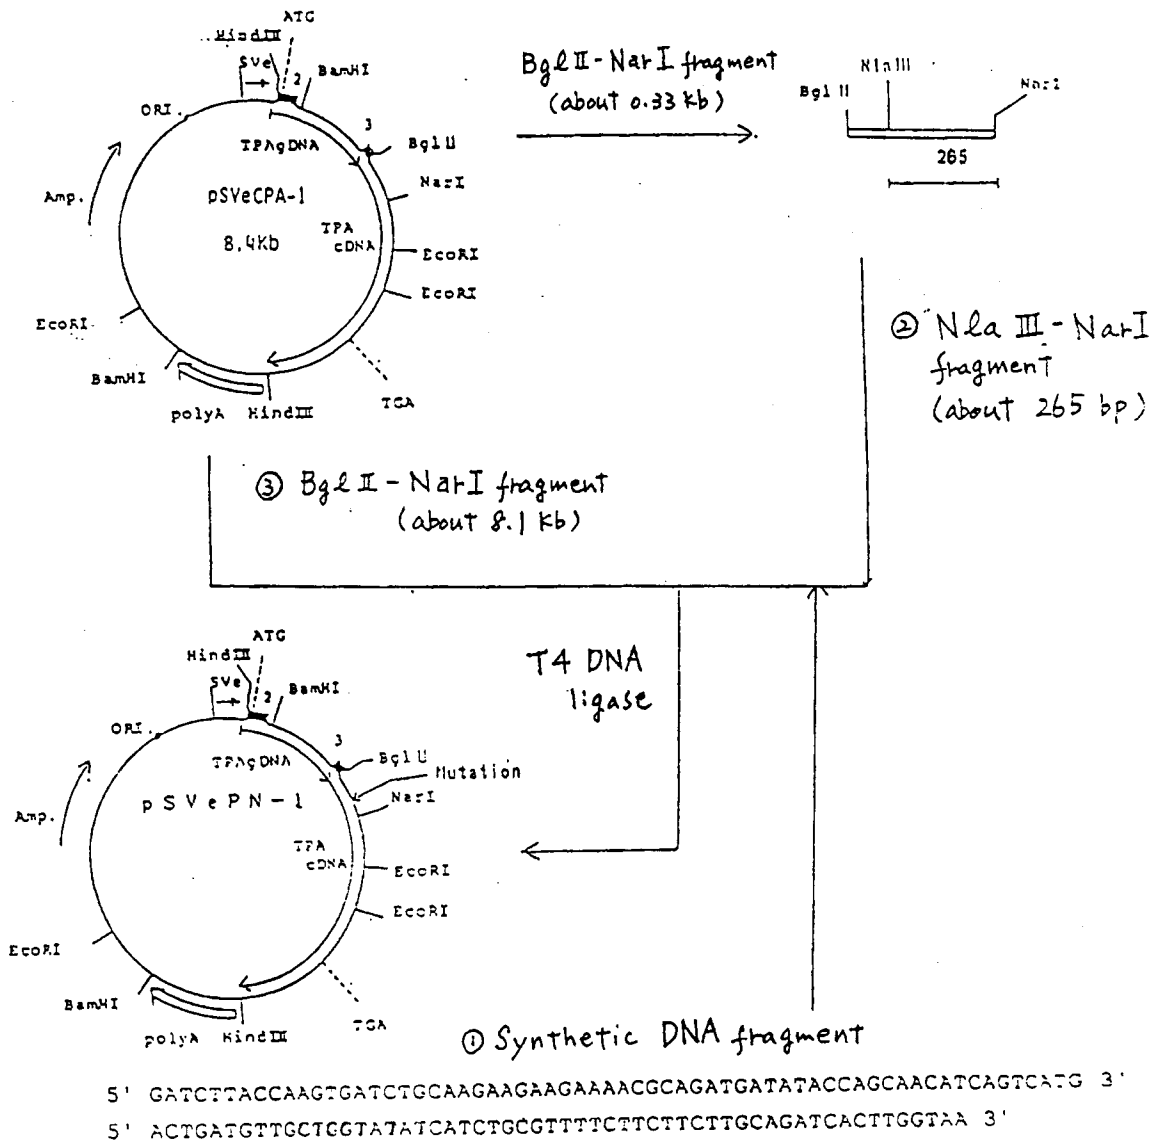 ATG
HindIII
SVe
2
BamHI
ORI.
3
TPAgDNA
BglII
Amp.
pSVeCPA-1
NarI
8.4Kb
TPA
cDNA
EcoRI
EcoRI
EcoRI
BamHI
polyA
HindIII
TGA
BglII-NarI fragment
(about 0.33 Kb)
NlaIII
Bgl II
NarI
265
② Nla III-NarI
fragment
(about 265 bp)
③ BglII-NarI fragment
(about 8.1 Kb)
T4 DNA
ligase
ATG
HindIII
SVe
2
BamHI
ORI.
3
TPAgDNA
BglII
Mutation
Amp.
pSVePN-1
NarI
TPA
cDNA
EcoRI
EcoRI
EcoRI
BamHI
polyA
HindIII
TGA
① Synthetic DNA fragment
5' GATCTTACCAAGTGATCTGCAAGAAGAAGAAAACGCAGATGATATACCAGCAACATCAGTCATG 3'
5' ACTGATGTTGCTGGTATATCATCTGCGTTTTCTTCTTCTTGCAGATCACTTGGTAA 3'